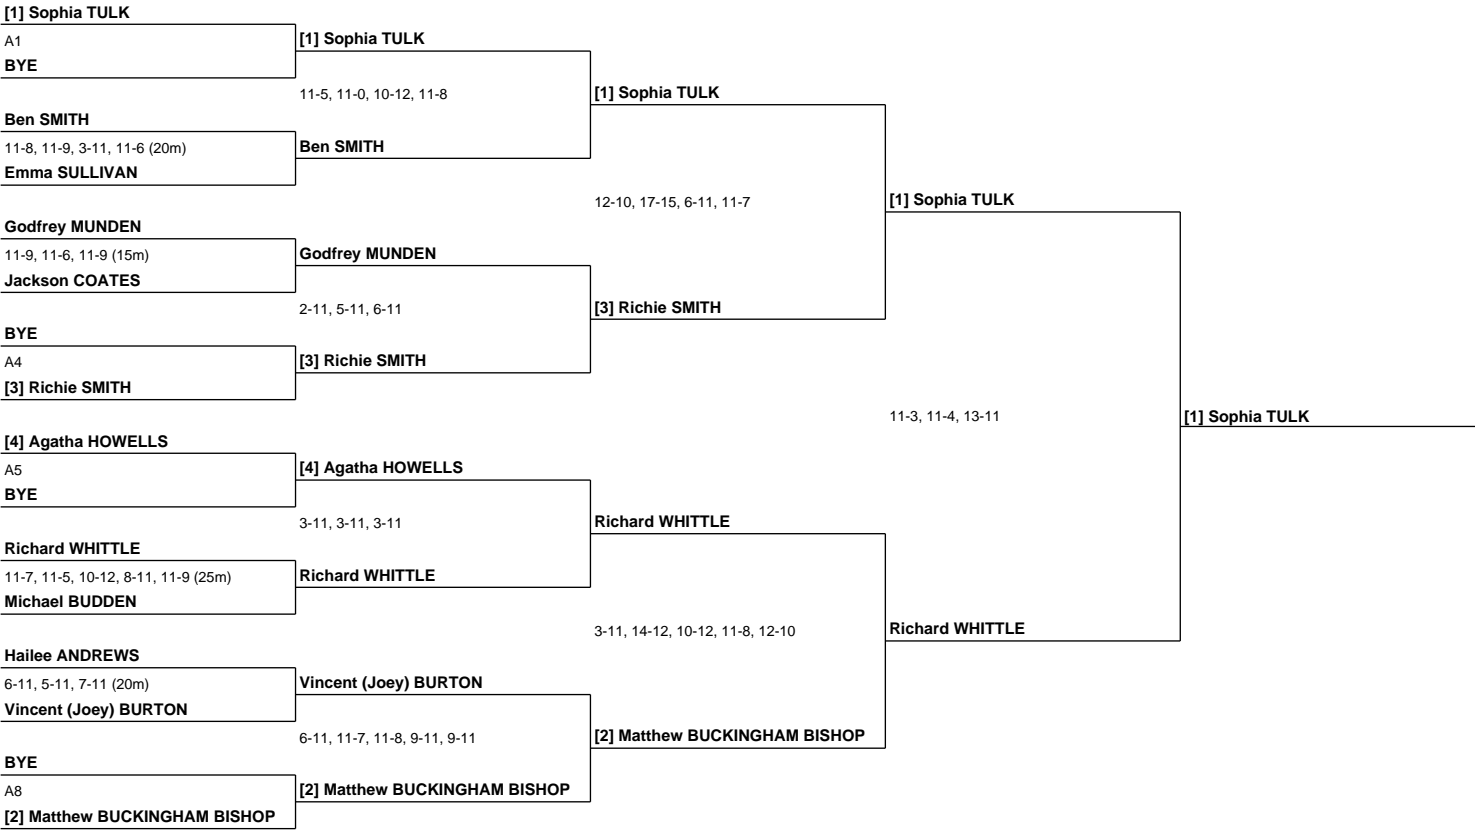 [1] Sophia TULK
A1
BYE
[1] Sophia TULK
11-5, 11-0, 10-12, 11-8
Ben SMITH
11-8, 11-9, 3-11, 11-6 (20m)
Emma SULLIVAN
Ben SMITH
[1] Sophia TULK
12-10, 17-15, 6-11, 11-7
Godfrey MUNDEN
11-9, 11-6, 11-9 (15m)
Jackson COATES
Godfrey MUNDEN
2-11, 5-11, 6-11
BYE
A4
[3] Richie SMITH
[3] Richie SMITH
[3] Richie SMITH
[1] Sophia TULK
11-3, 11-4, 13-11
[1] Sophia TULK
[4] Agatha HOWELLS
A5
BYE
[4] Agatha HOWELLS
3-11, 3-11, 3-11
Richard WHITTLE
11-7, 11-5, 10-12, 8-11, 11-9 (25m)
Michael BUDDEN
Richard WHITTLE
Richard WHITTLE
3-11, 14-12, 10-12, 11-8, 12-10
Richard WHITTLE
Hailee ANDREWS
6-11, 5-11, 7-11 (20m)
Vincent (Joey) BURTON
Vincent (Joey) BURTON
6-11, 11-7, 11-8, 9-11, 9-11
BYE
A8
[2] Matthew BUCKINGHAM BISHOP
[2] Matthew BUCKINGHAM BISHOP
[2] Matthew BUCKINGHAM BISHOP